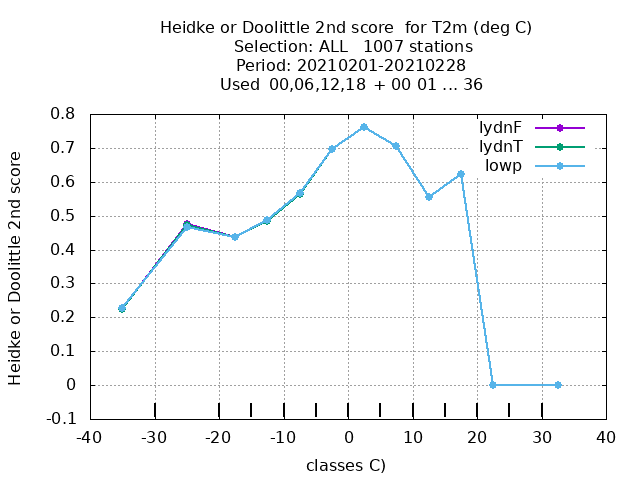 Heidke or Doolittle 2nd score  for T2m (deg C)
Selection: ALL   1007 stations
Period: 20210201-20210228
Used  00,06,12,18  + 00 01 ... 36
lydnF
lydnT
lowp
Heidke or Doolittle 2nd score
0.8
0.7
0.6
0.5
0.4
0.3
0.2
0.1
0
-0.1
-40 -30 -20 -10 0 10 20 30 40
classes C)